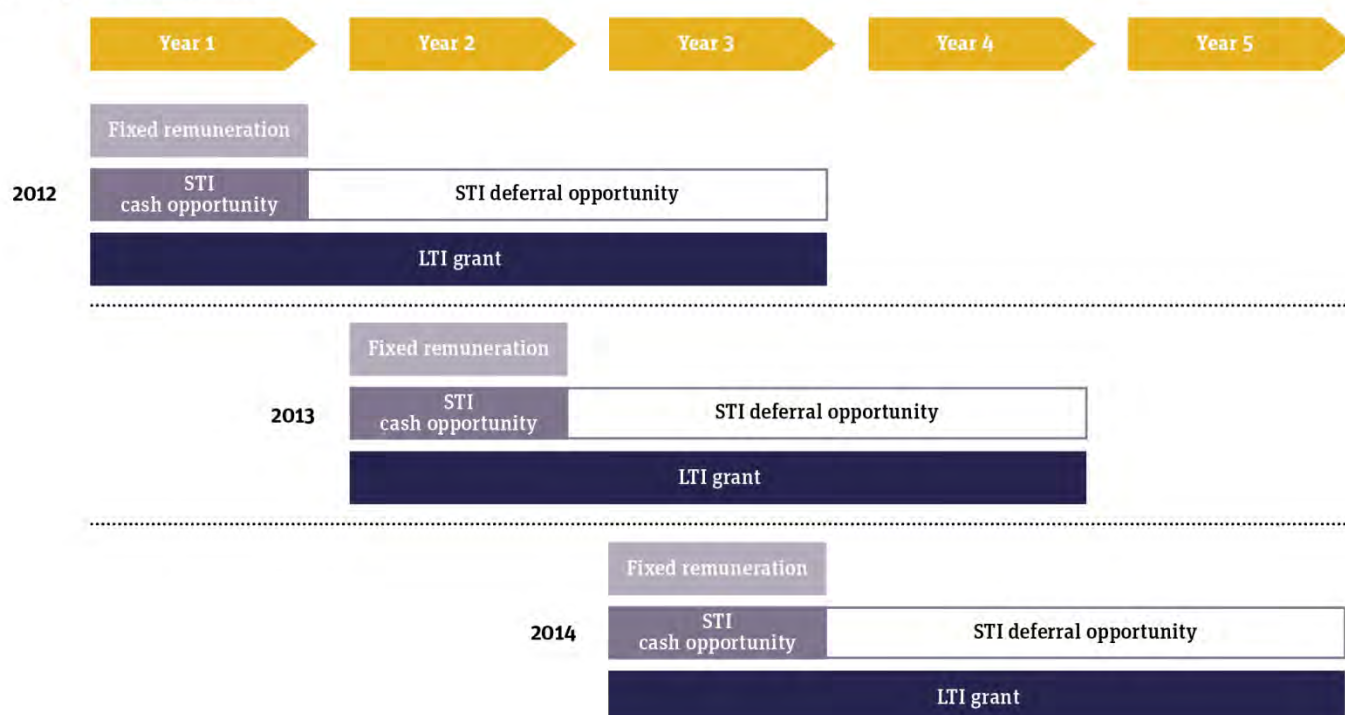 Year 1
Year 2
Year 3
Year 4
Year 5
2012
Fixed remuneration
STI
cash opportunity
STI deferral opportunity
LTI grant
2013
Fixed remuneration
STI
cash opportunity
STI deferral opportunity
LTI grant
2014
Fixed remuneration
STI
cash opportunity
STI deferral opportunity
LTI grant